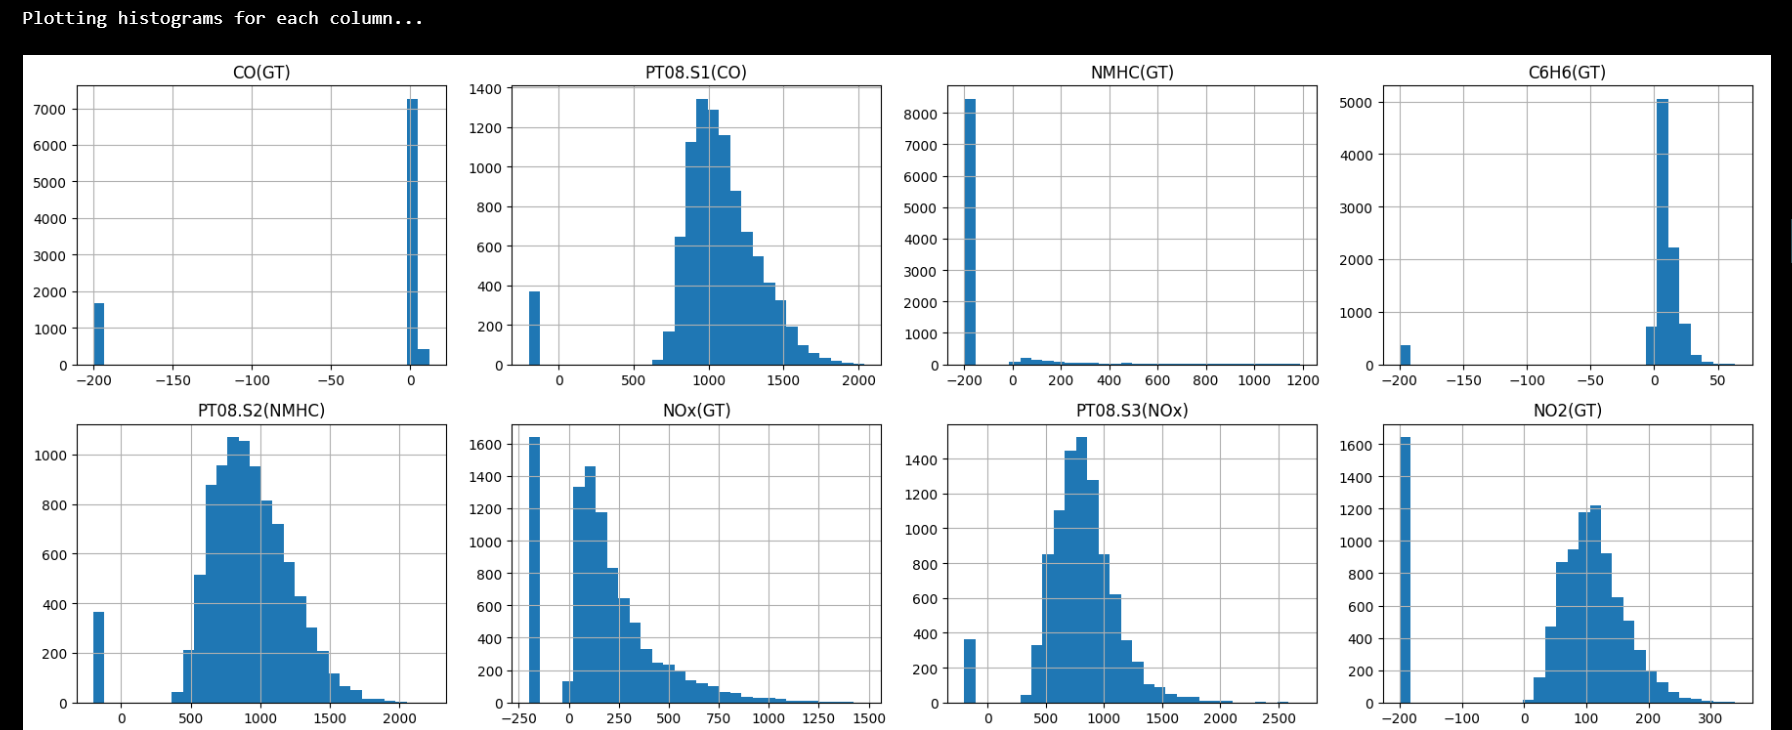 Plotting histograms for each column...
CO(GT) PT08.S1(CO) NMHC(GT) C6H6(GT)
7000 6000 5000 4000 3000 2000 1000 0
−200 −150 −100 −50 0
1400 1200 1000 800 600 400 200 0
0 500 1000 1500 2000
8000 7000 6000 5000 4000 3000 2000 1000 0
−200 0 200 400 600 800 1000 1200
5000 4000 3000 2000 1000 0
−200 −150 −100 −50 0 50
PT08.S2(NMHC) NOx(GT) PT08.S3(NOx) NO2(GT)
1000 800 600 400 200 0
0 500 1000 1500 2000
1600 1400 1200 1000 800 600 400 200 0
−250 0 250 500 750 1000 1250 1500
1400 1200 1000 800 600 400 200 0
0 500 1000 1500 2000 2500
1600 1400 1200 1000 800 600 400 200 0
−200 −100 0 100 200 300